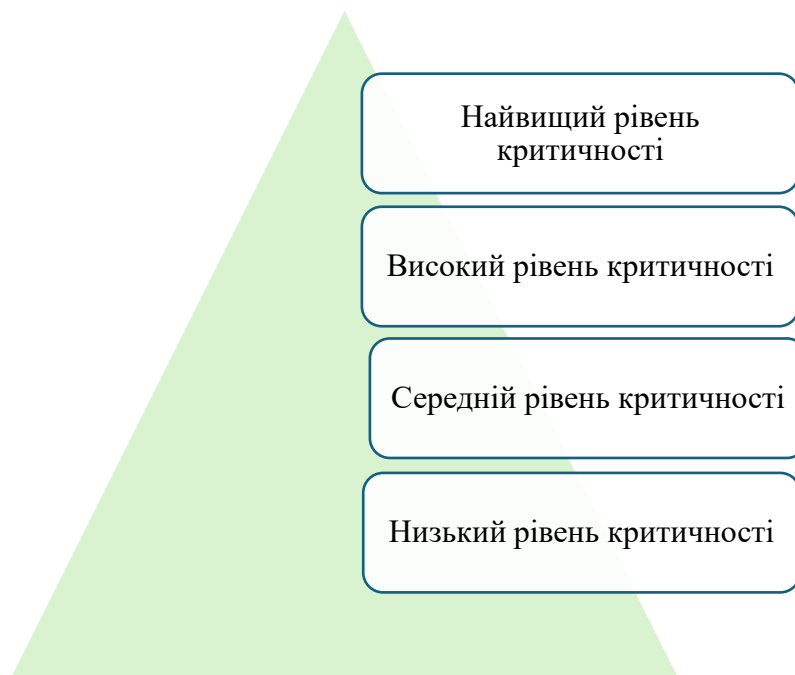 Найвищий рівень
критичності
Високий рівень критичності
Середній рівень критичності
Низький рівень критичності